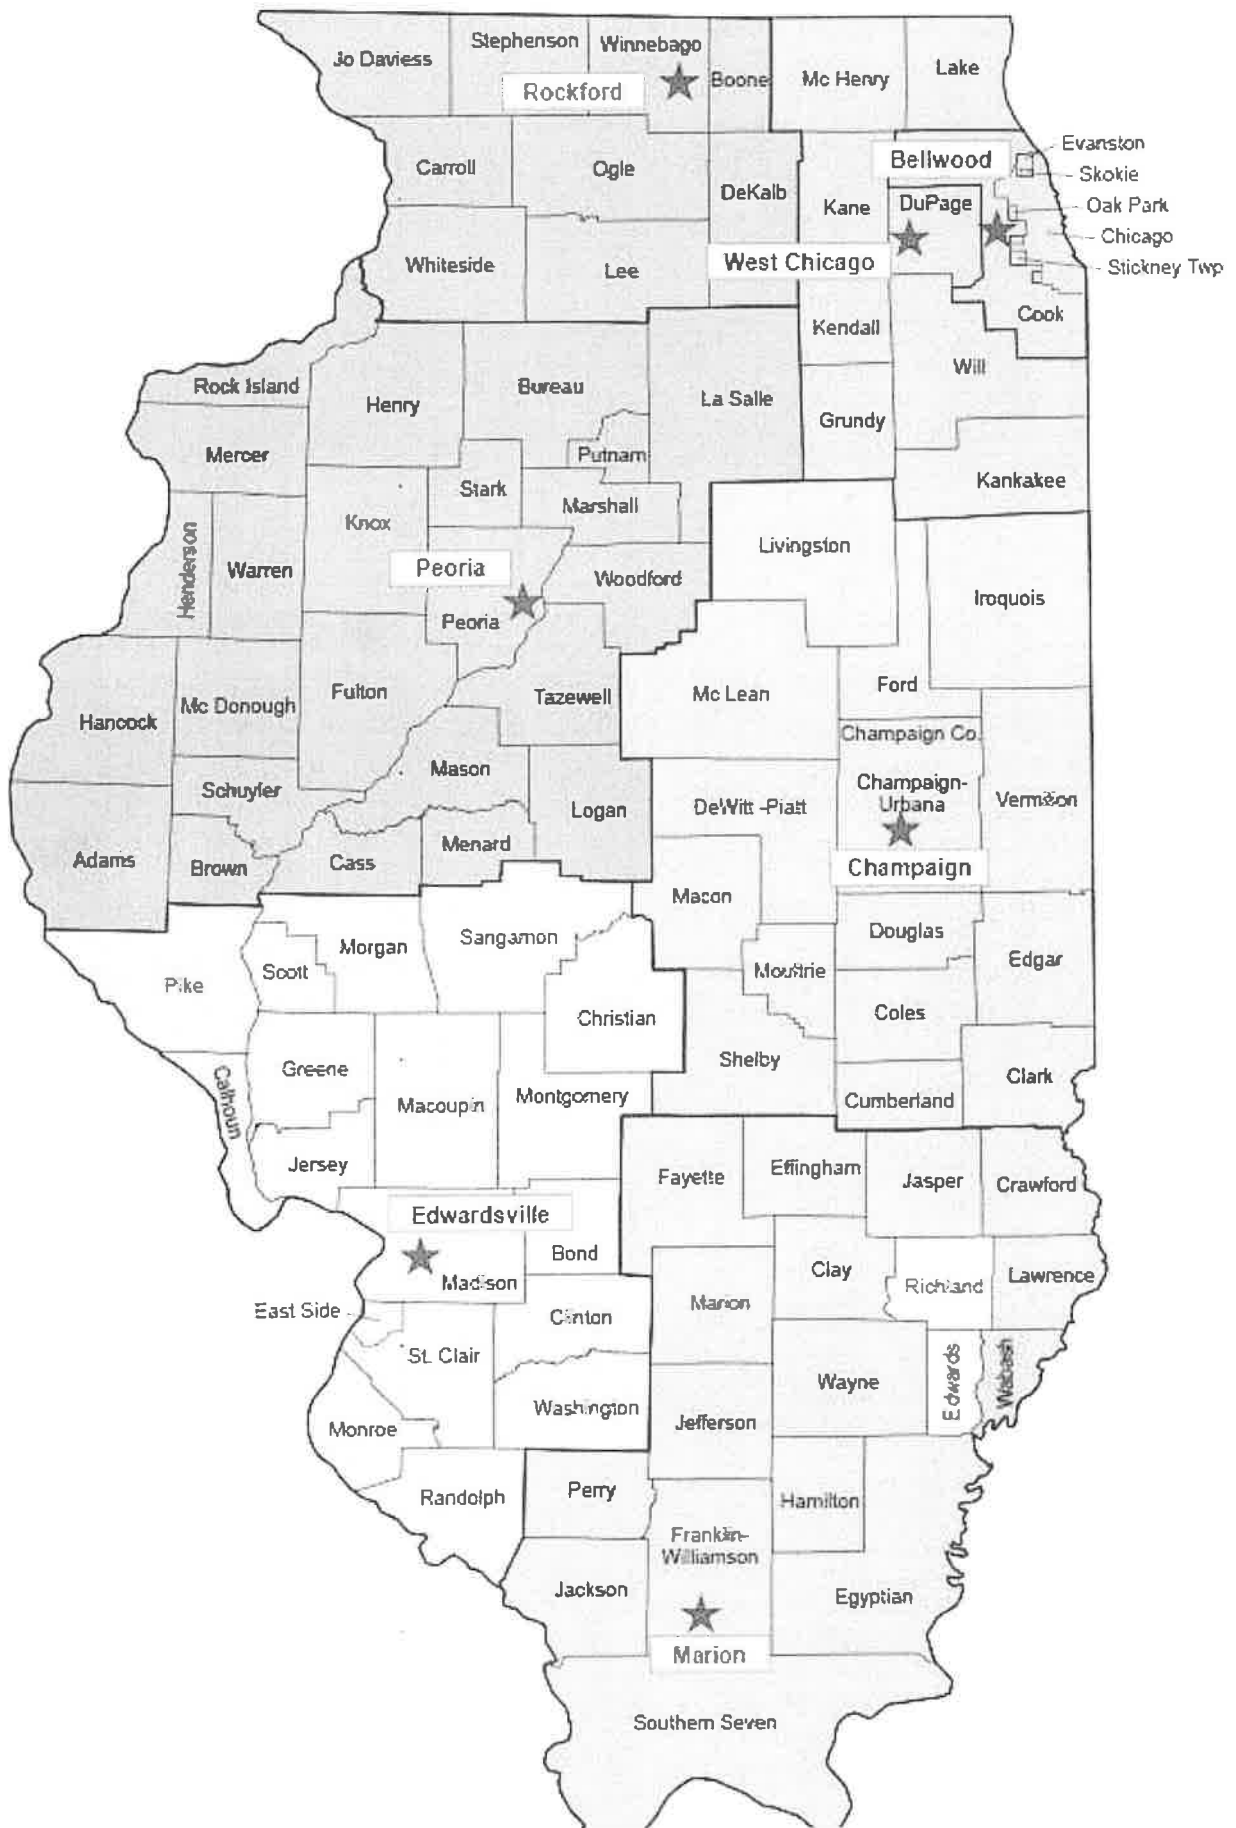 Jo Daviess
Stephenson
Winnebago
Rockford
Boone
Mc Henry
Lake
Carroll
Ogle
DeKalb
Kane
Bellwood
DuPage
Evanston
Skokie
Oak Park
Chicago
Stickney Twp
Whiteside
Lee
West Chicago
Cook
Kendall
Will
Rock Island
Henry
Bureau
La Salle
Grundy
Mercer
Putnam
Kankakee
Stark
Marshall
Knox
Henderson
Warren
Peoria
Peoria
Woodford
Livingston
Iroquois
Hancock
Mc Donough
Fulton
Tazewell
Mc Lean
Ford
Champaign Co.
Schuyler
Mason
Logan
DeWitt -Piatt
Champaign-
Urbana
Vermilion
Adams
Brown
Cass
Menard
Champaign
Macon
Pike
Scott
Morgan
Sangamon
Christian
Moultrie
Douglas
Edgar
Coles
Calhoun
Greene
Macoupin
Montgomery
Shelby
Cumberland
Clark
Jersey
Fayette
Effingham
Jasper
Crawford
Edwardsville
Bond
Madison
Clay
Richland
Lawrence
East Side
Clinton
Marion
St. Clair
Washington
Wayne
Edwards
Wabash
Monroe
Jefferson
Randolph
Perry
Hamilton
Franklin-
Williamson
Jackson
Egyptian
Marion
Southern Seven